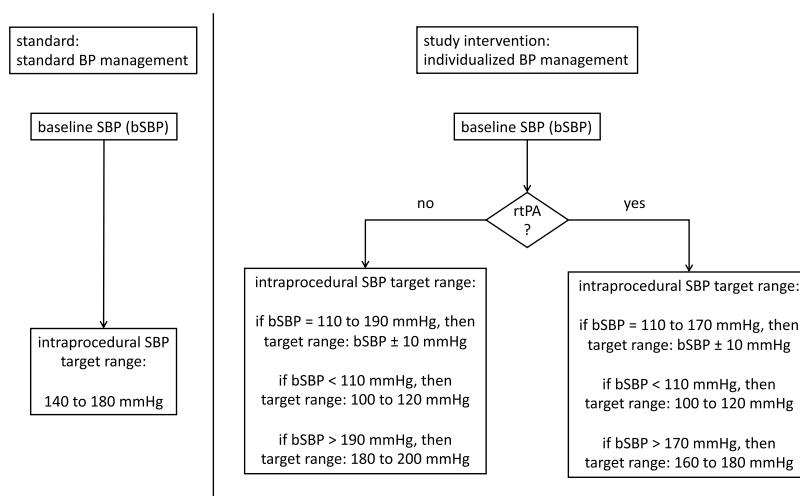 standard:
standard BP management
baseline SBP (bSBP)
intraprocedural SBP
target range:
140 to 180 mmHg
study intervention:
individualized BP management
baseline SBP (bSBP)
rtPA
?
no
yes
intraprocedural SBP target range:
if bSBP = 110 to 190 mmHg, then
target range: bSBP ± 10 mmHg
if bSBP < 110 mmHg, then
target range: 100 to 120 mmHg
if bSBP > 190 mmHg, then
target range: 180 to 200 mmHg
intraprocedural SBP target range:
if bSBP = 110 to 170 mmHg, then
target range: bSBP ± 10 mmHg
if bSBP < 110 mmHg, then
target range: 100 to 120 mmHg
if bSBP > 170 mmHg, then
target range: 160 to 180 mmHg